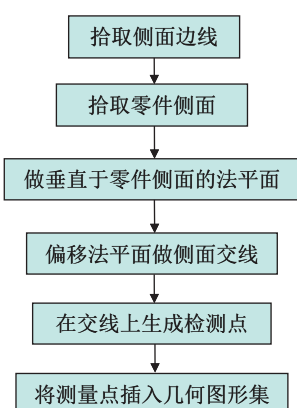 拾取侧面边线
拾取零件侧面
做垂直于零件侧面的法平面
偏移法平面做侧面交线
在交线上生成检测点
将测量点插入几何图形集